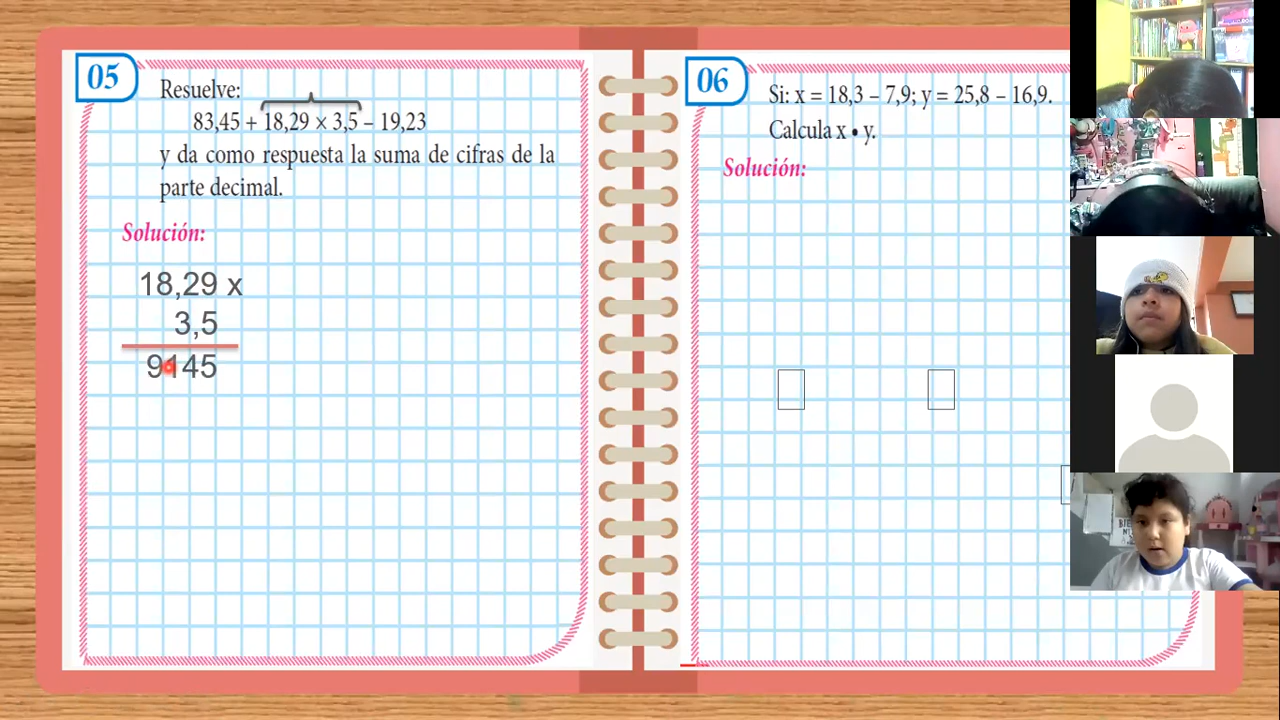 05
Resuelve:
83,45 + 18,29 × 3,5 – 19,23
y da como respuesta la suma de cifras de la
parte decimal.
Solución:
18,29 x
3,5
9145
06
Si: x = 18,3 – 7,9; y = 25,8 – 16,9.
Calcula x • y.
Solución: